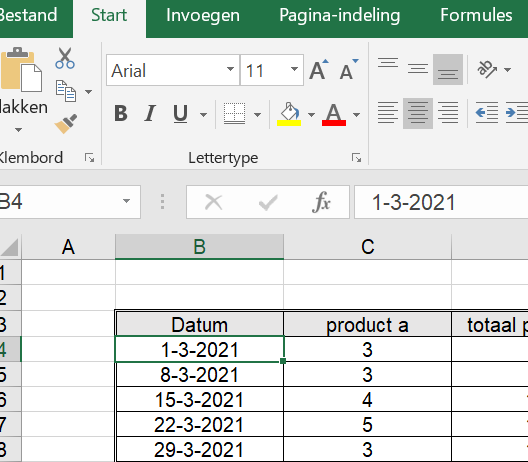 Bestand Start Invoegen Pagina-indeling Formules
Arial 11 A A
lakken B I U A
Klembord Lettertype
B4 fx 1-3-2021
A B C
1
2
3 Datum product a totaal p
4 1-3-2021 3
5 8-3-2021 3
6 15-3-2021 4
7 22-3-2021 5
8 29-3-2021 3